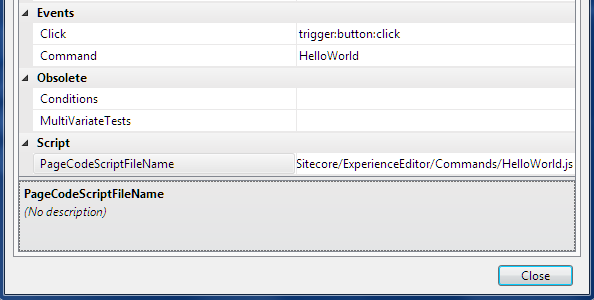 Events
Click trigger:button:click
Command HelloWorld
Obsolete
Conditions
MultiVariateTests
Script
PageCodeScriptFileName Sitecore/ExperienceEditor/Commands/HelloWorld.js
PageCodeScriptFileName
(No description)
Close